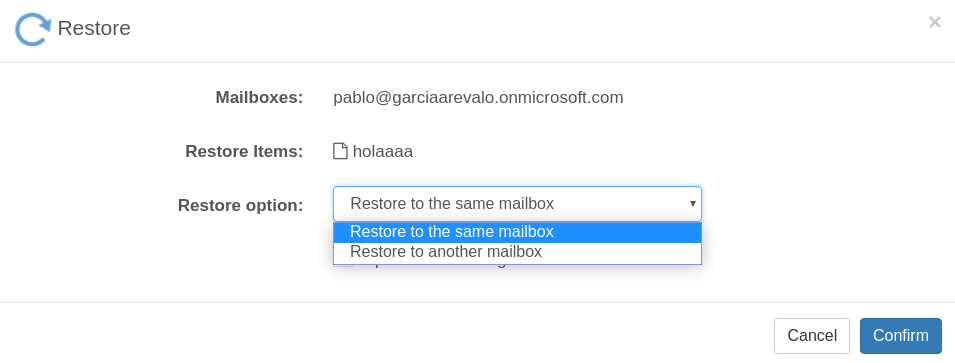 Restore
×
Mailboxes: pablo@garciaarevalo.onmicrosoft.com
Restore Items: holaaaa
Restore option: Restore to the same mailbox
Restore to the same mailbox
Restore to another mailbox
Cancel Confirm